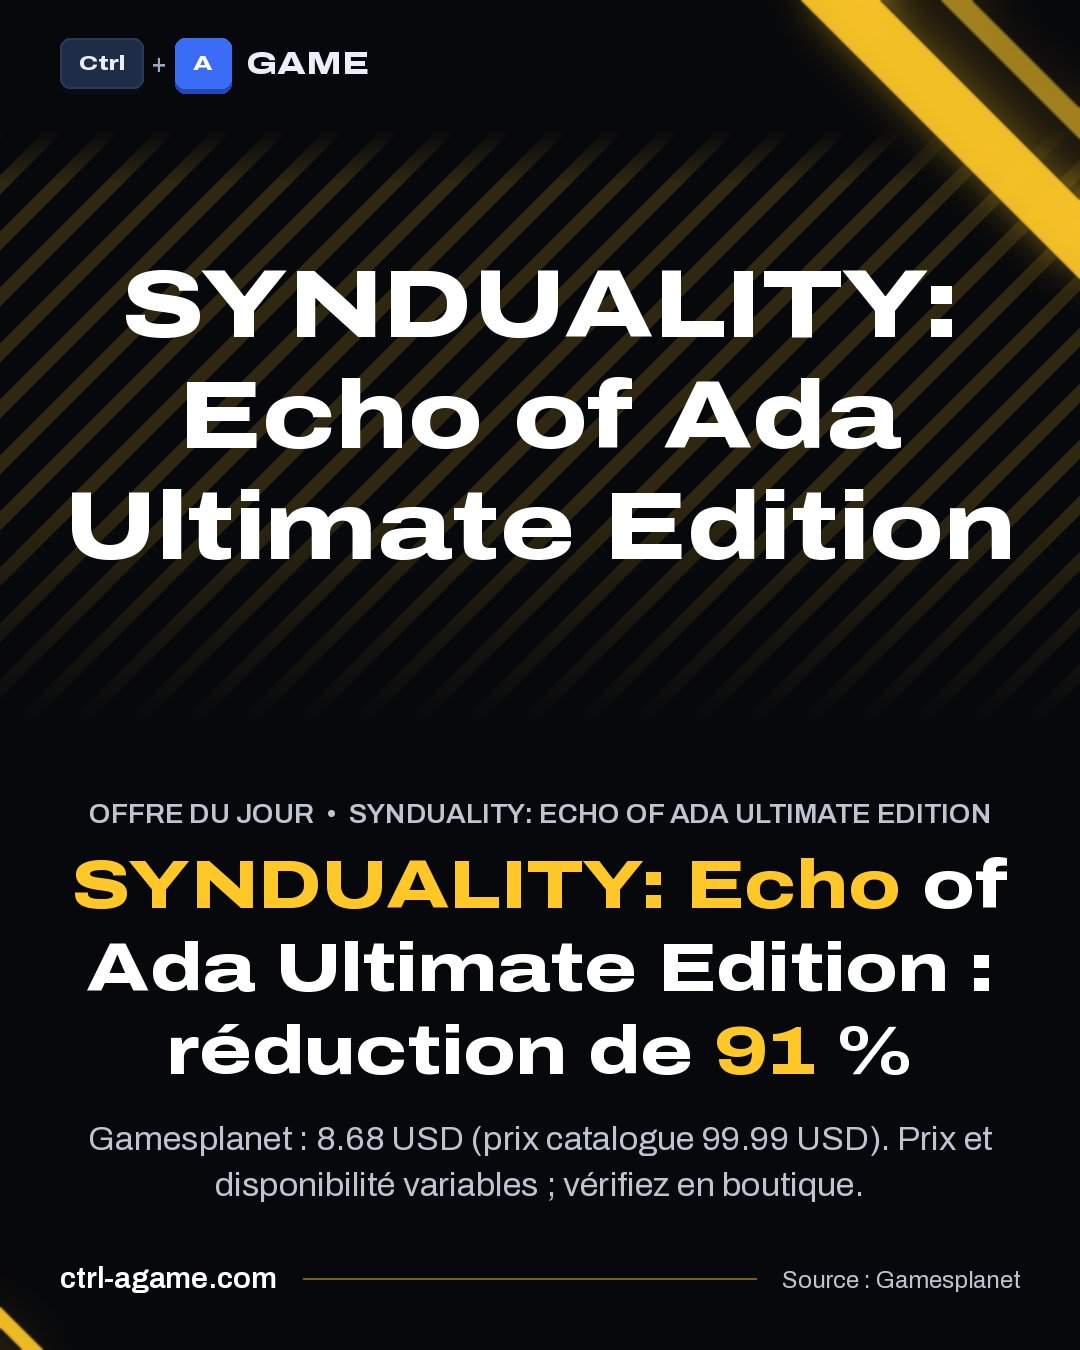 Ctrl + A GAME
SYNDUALITY:
Echo of Ada
Ultimate Edition
OFFRE DU JOUR • SYNDUALITY: ECHO OF ADA ULTIMATE EDITION
SYNDUALITY: Echo of
Ada Ultimate Edition :
réduction de 91 %
Gamesplanet : 8.68 USD (prix catalogue 99.99 USD). Prix et
disponibilité variables ; vérifiez en boutique.
ctrl-agame.com
Source : Gamesplanet